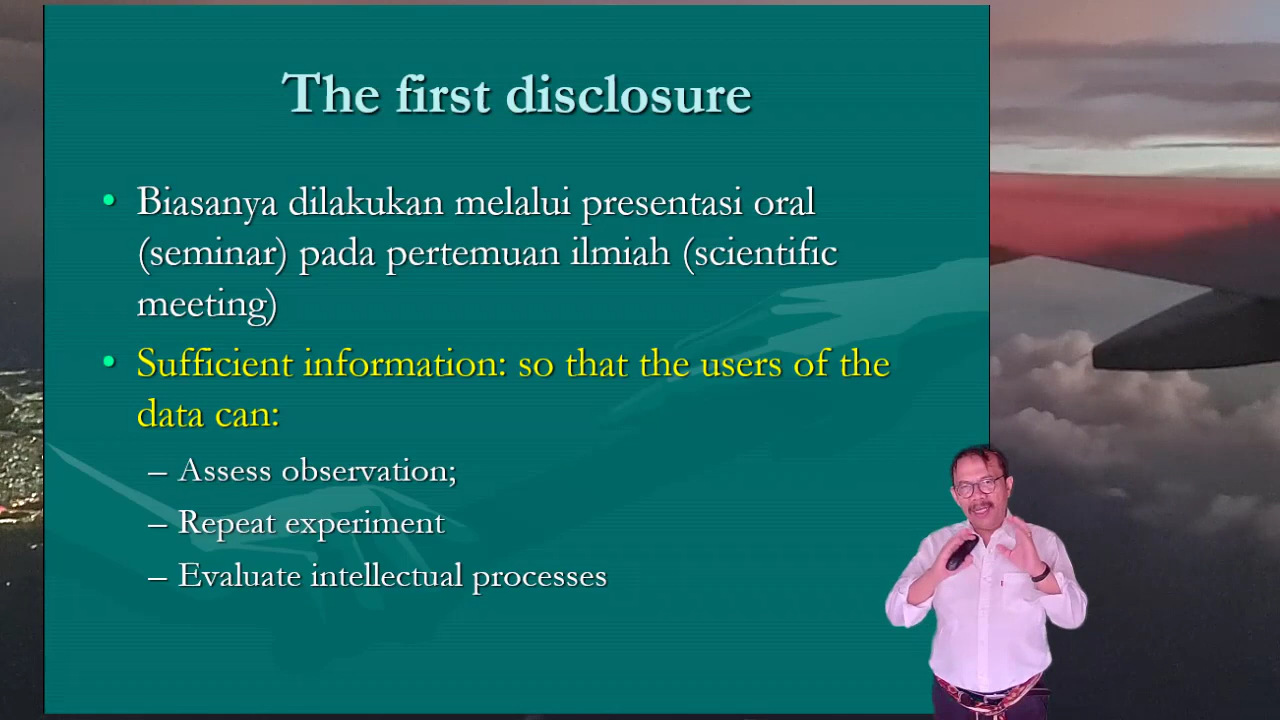 The first disclosure
• Biasanya dilakukan melalui presentasi oral
(seminar) pada pertemuan ilmiah (scientific
meeting)
• Sufficient information: so that the users of the
data can:
– Assess observation;
– Repeat experiment
– Evaluate intellectual processes